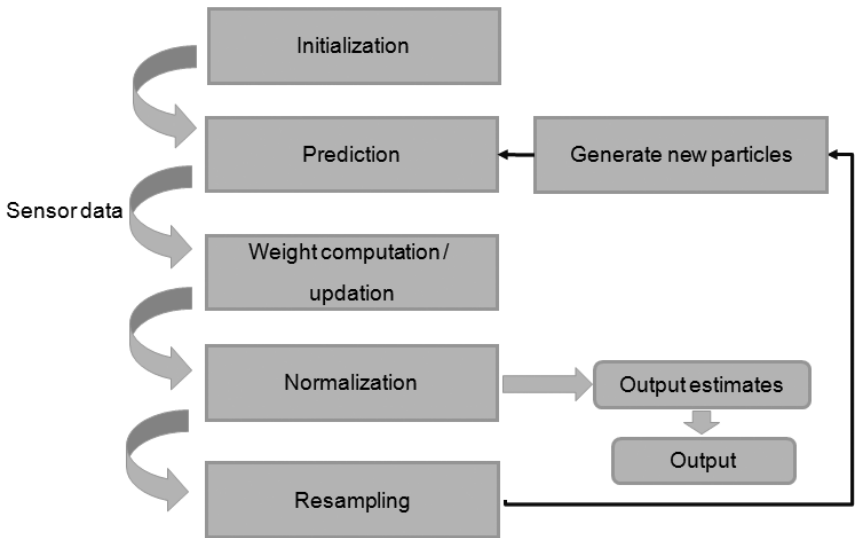 Initialization
Prediction
Generate new particles
Sensor data
Weight computation /
updation
Normalization
Output estimates
Output
Resampling